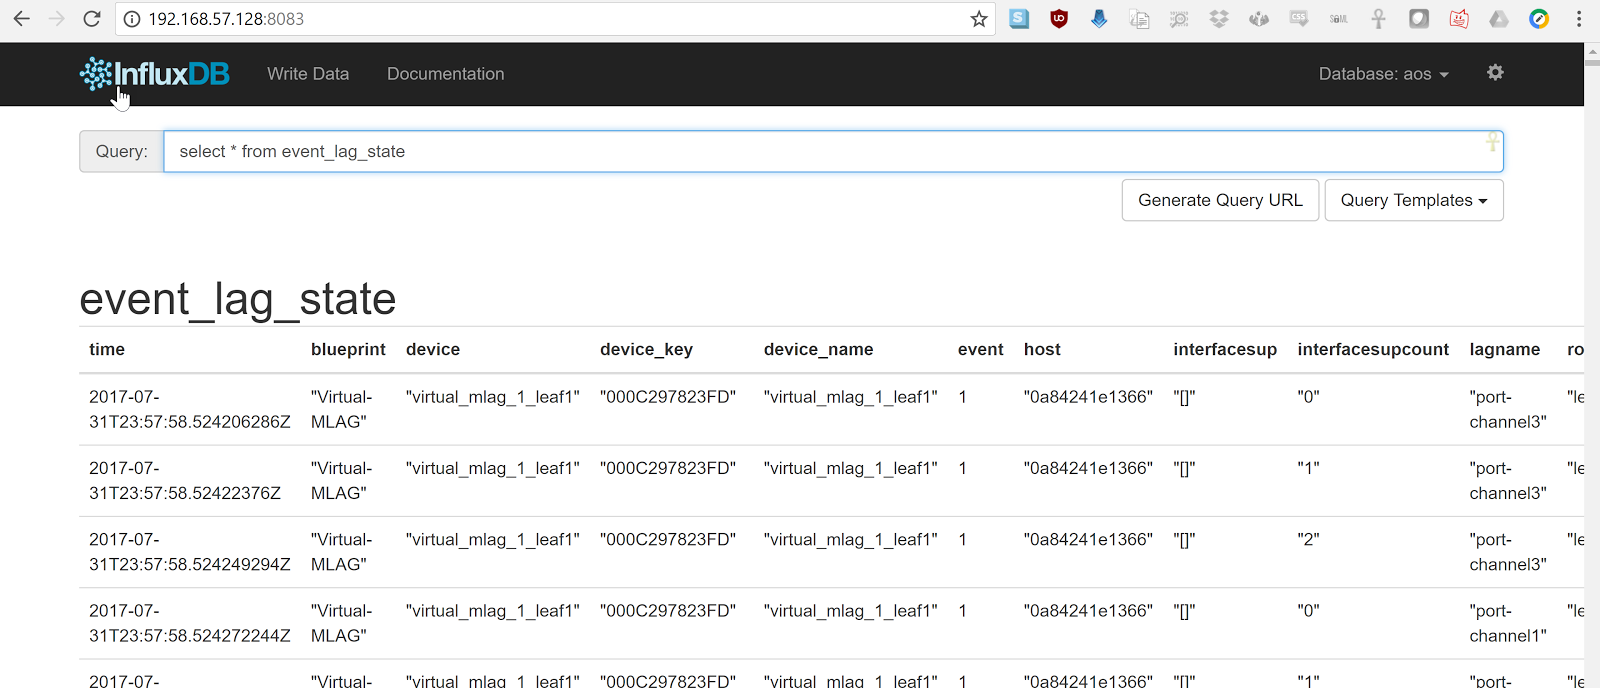 192.168.57.128:8083
InfluxDB Write Data Documentation Database: aos
Query: select * from event_lag_state
Generate Query URL Query Templates
event_lag_state
time blueprint device device_key device_name event host interfacesup interfacesupcount lagname ro
2017-07- "Virtual- "virtual_mlag_1_leaf1" "000C297823FD" "virtual_mlag_1_leaf1" 1 "0a84241e1366" "[]" "0" "port- "le
31T23:57:58.524206286Z MLAG" channel3"
2017-07- "Virtual- "virtual_mlag_1_leaf1" "000C297823FD" "virtual_mlag_1_leaf1" 1 "0a84241e1366" "[]" "1" "port- "le
31T23:57:58.52422376Z MLAG" channel3"
2017-07- "Virtual- "virtual_mlag_1_leaf1" "000C297823FD" "virtual_mlag_1_leaf1" 1 "0a84241e1366" "[]" "2" "port- "le
31T23:57:58.524249294Z MLAG" channel3"
2017-07- "Virtual- "virtual_mlag_1_leaf1" "000C297823FD" "virtual_mlag_1_leaf1" 1 "0a84241e1366" "[]" "0" "port- "le
31T23:57:58.524272244Z MLAG" channel1"
2017-07- "Virtual- "virtual_mlag_1_leaf1" "000C297823FD" "virtual_mlag_1_leaf1" 1 "0a84241e1366" "[]" "1" "port- "le